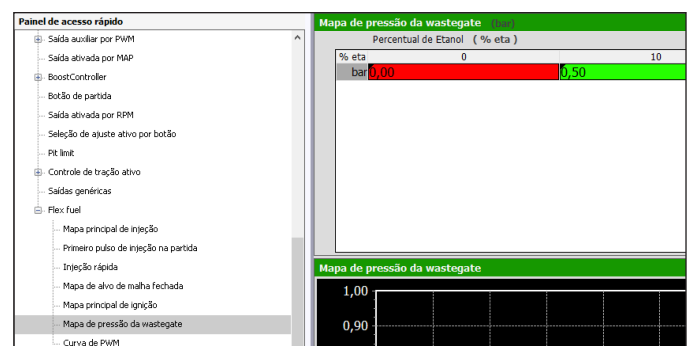 Painel de acesso rápido
Saída auxiliar por PWM
Saída ativada por MAP
BoostController
Botão de partida
Saída ativada por RPM
Seleção de ajuste ativo por botão
Pit limit
Controle de tração ativo
Saídas genéricas
Flex fuel
Mapa principal de injeção
Primeiro pulso de injeção na partida
Injeção rápida
Mapa de alvo de malha fechada
Mapa principal de ignição
Mapa de pressão da wastegate
Curva de PWM
Mapa de pressão da wastegate (bar)
Percentual de Etanol ( % eta )
% eta 0 10
bar 0,00 0,50
Mapa de pressão da wastegate
1,00
0,90